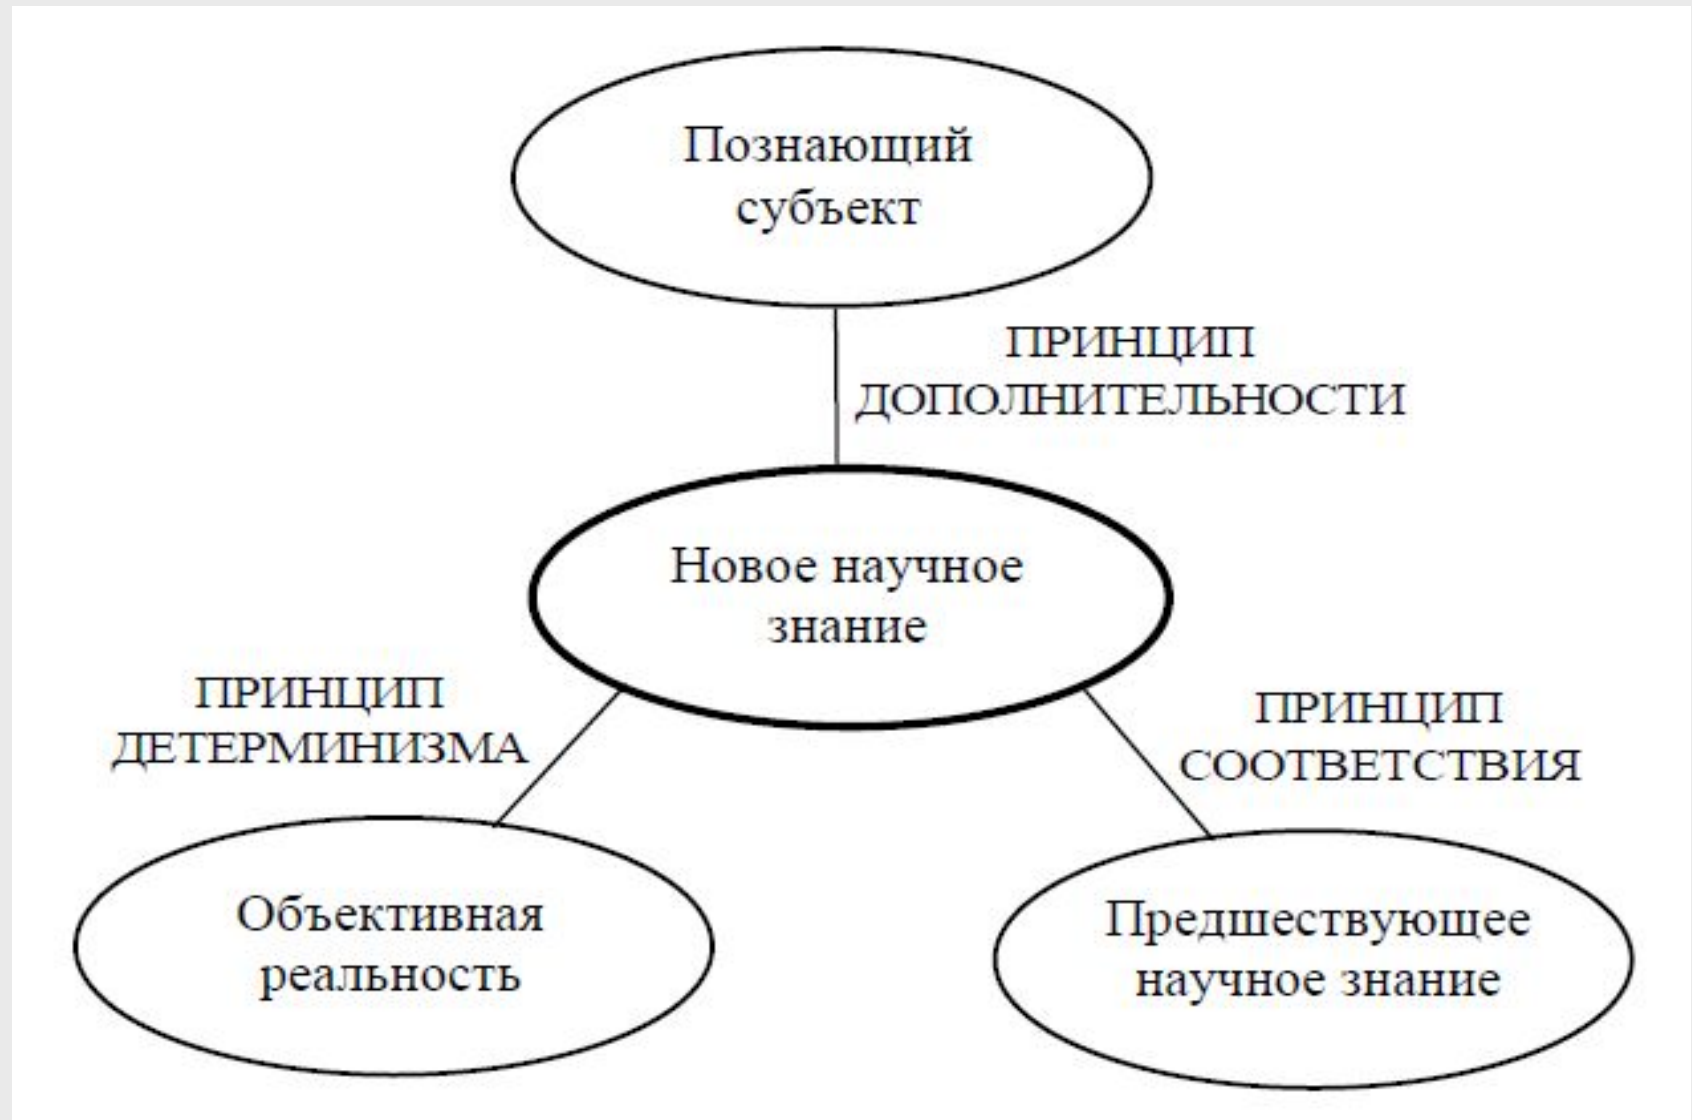 Познающий
субъект
ПРИНЦИП
ДОПОЛНИТЕЛЬНОСТИ
Новое научное
знание
ПРИНЦИП
ДЕТЕРМИНИЗМА
ПРИНЦИП
СООТВЕТСТВИЯ
Объективная
реальность
Предшествующее
научное знание